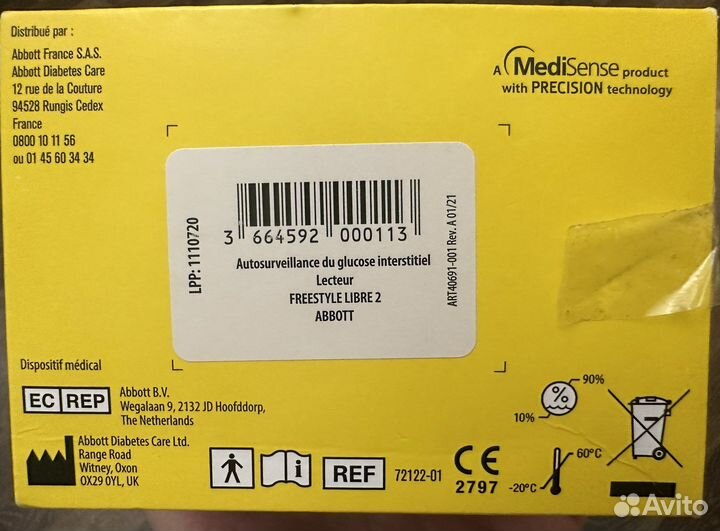 Distribué par :
Abbott France S.A.S.
Abbott Diabetes Care
12 rue de la Couture
94528 Rungis Cedex
France
0800 10 11 56
ou 01 45 60 34 34
A MediSense product
with PRECISION technology
LPP: 1110720
3 664592 000113
Autosurveillance du glucose interstitiel
Lecteur
FREESTYLE LIBRE 2
ABBOTT
ART40691-001 Rev. A 01/21
Dispositif médical
EC REP
Abbott B.V.
Wegalaan 9, 2132 JD Hoofddorp,
The Netherlands
Abbott Diabetes Care Ltd.
Range Road
Witney, Oxon
OX29 0YL, UK
i
REF
72122-01
CE
2797
%
90%
10%
60°C
-20°C
Avito